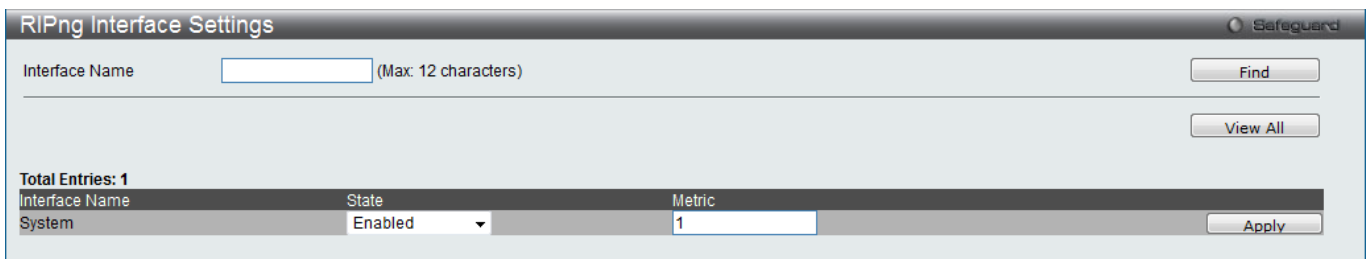 RIPng Interface Settings Safeguard
Interface Name (Max: 12 characters) Find
View All
Total Entries: 1
Interface Name State Metric
System Enabled 1 Apply